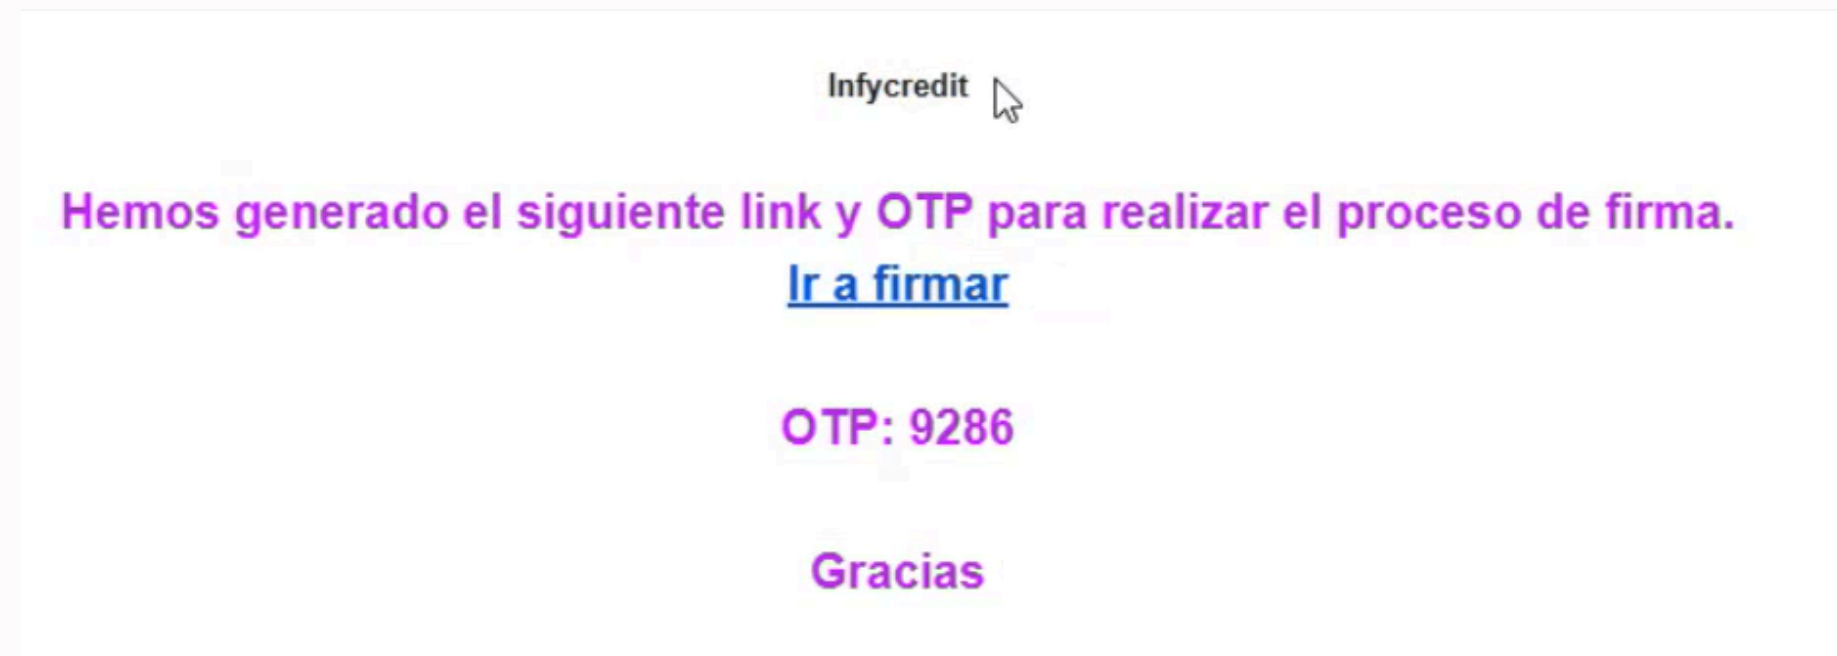 Infycredit
Hemos generado el siguiente link y OTP para realizar el proceso de firma.
Ir a firmar
OTP: 9286
Gracias